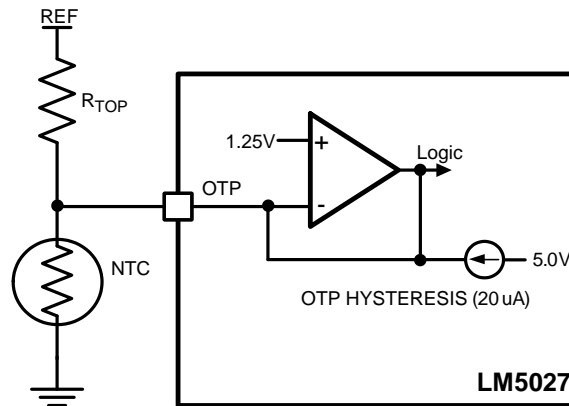 REF
RTOP
1.25V
+
Logic
OTP
-
NTC
5.0V
OTP HYSTERESIS (20 uA)
LM5027